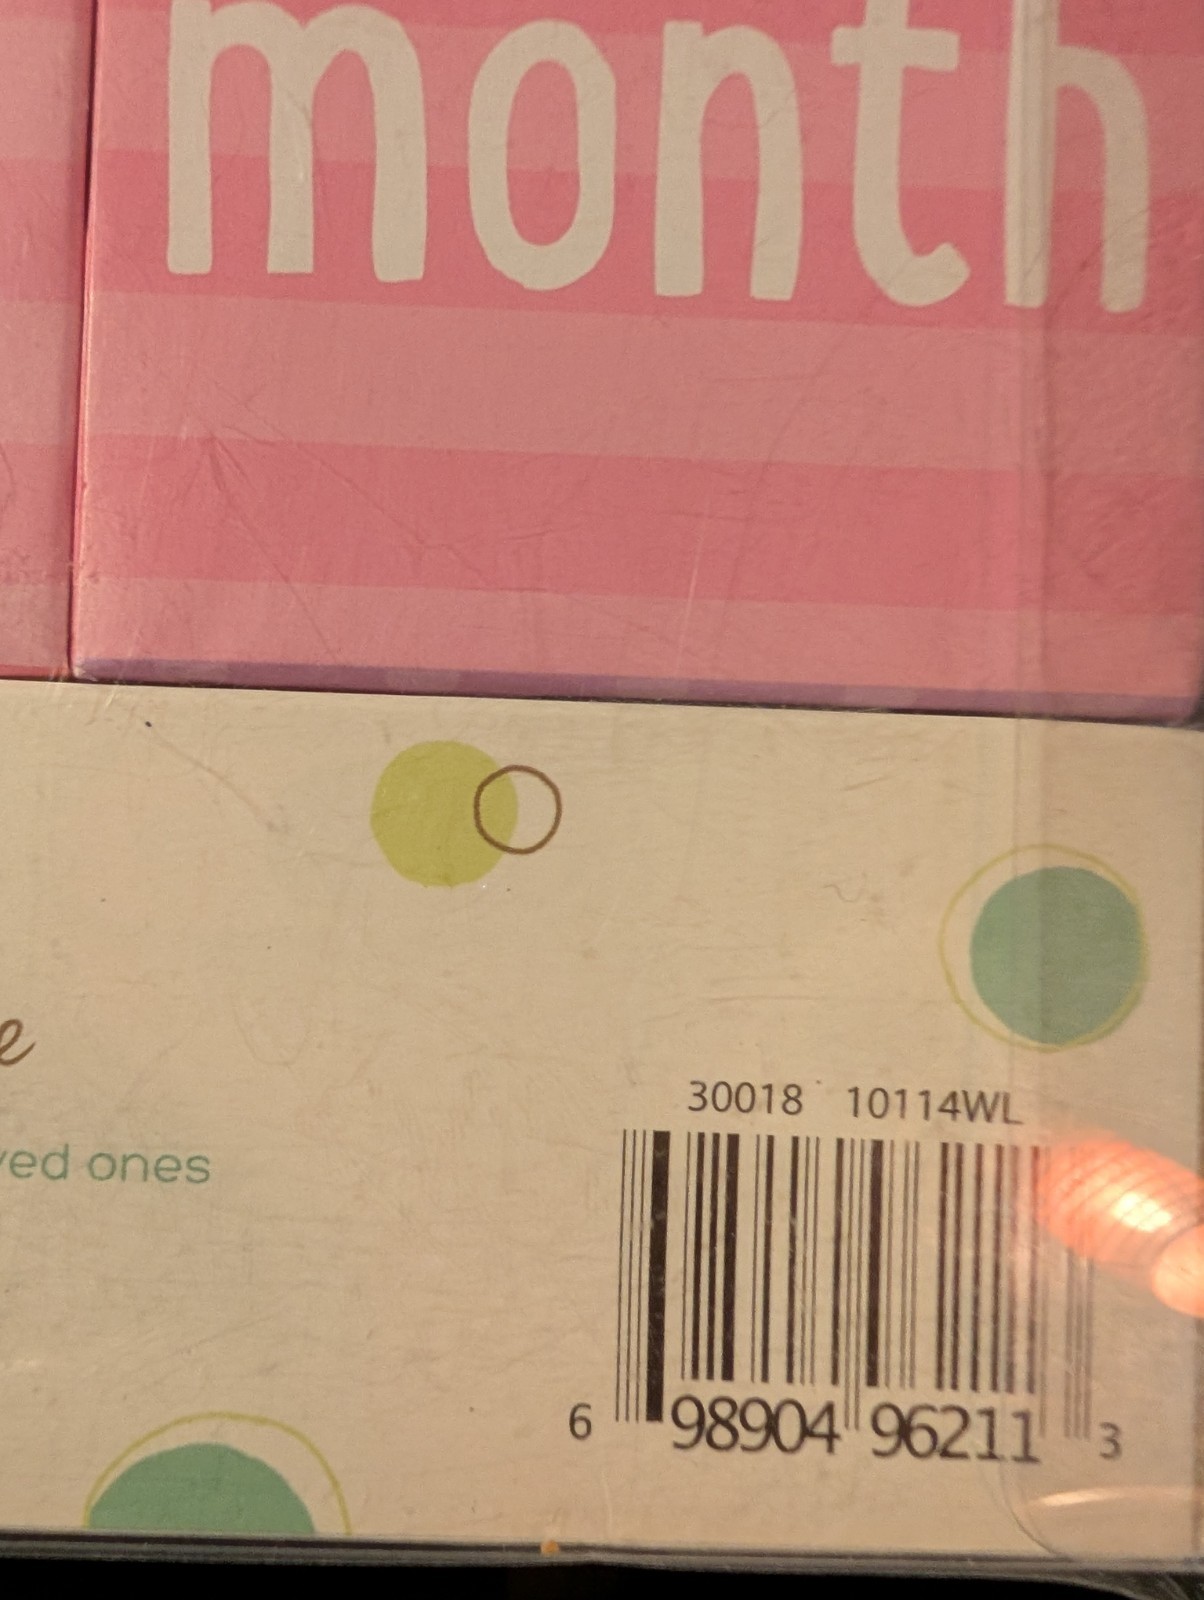 month
e
ved ones
30018 10114WL
6 98904 96211 3